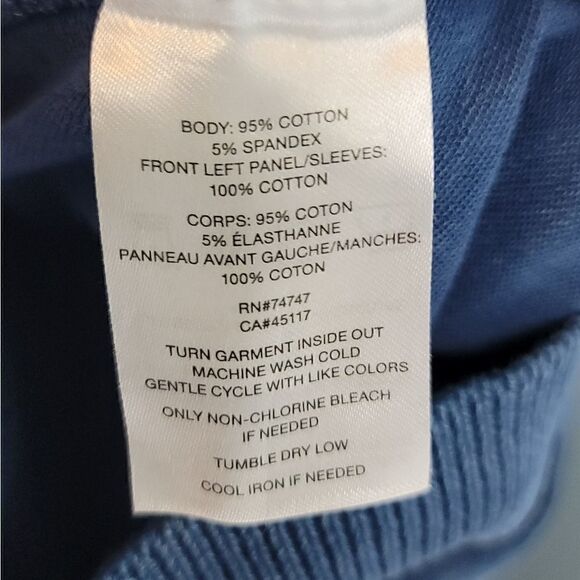 BODY: 95% COTTON
5% SPANDEX
FRONT LEFT PANEL/SLEEVES:
100% COTTON
CORPS: 95% COTON
5% ÉLASTHANNE
PANNEAU AVANT GAUCHE/MANCHES:
100% COTON
RN#74747
CA#45117
TURN GARMENT INSIDE OUT
MACHINE WASH COLD
GENTLE CYCLE WITH LIKE COLORS
ONLY NON-CHLORINE BLEACH
IF NEEDED
TUMBLE DRY LOW
COOL IRON IF NEEDED